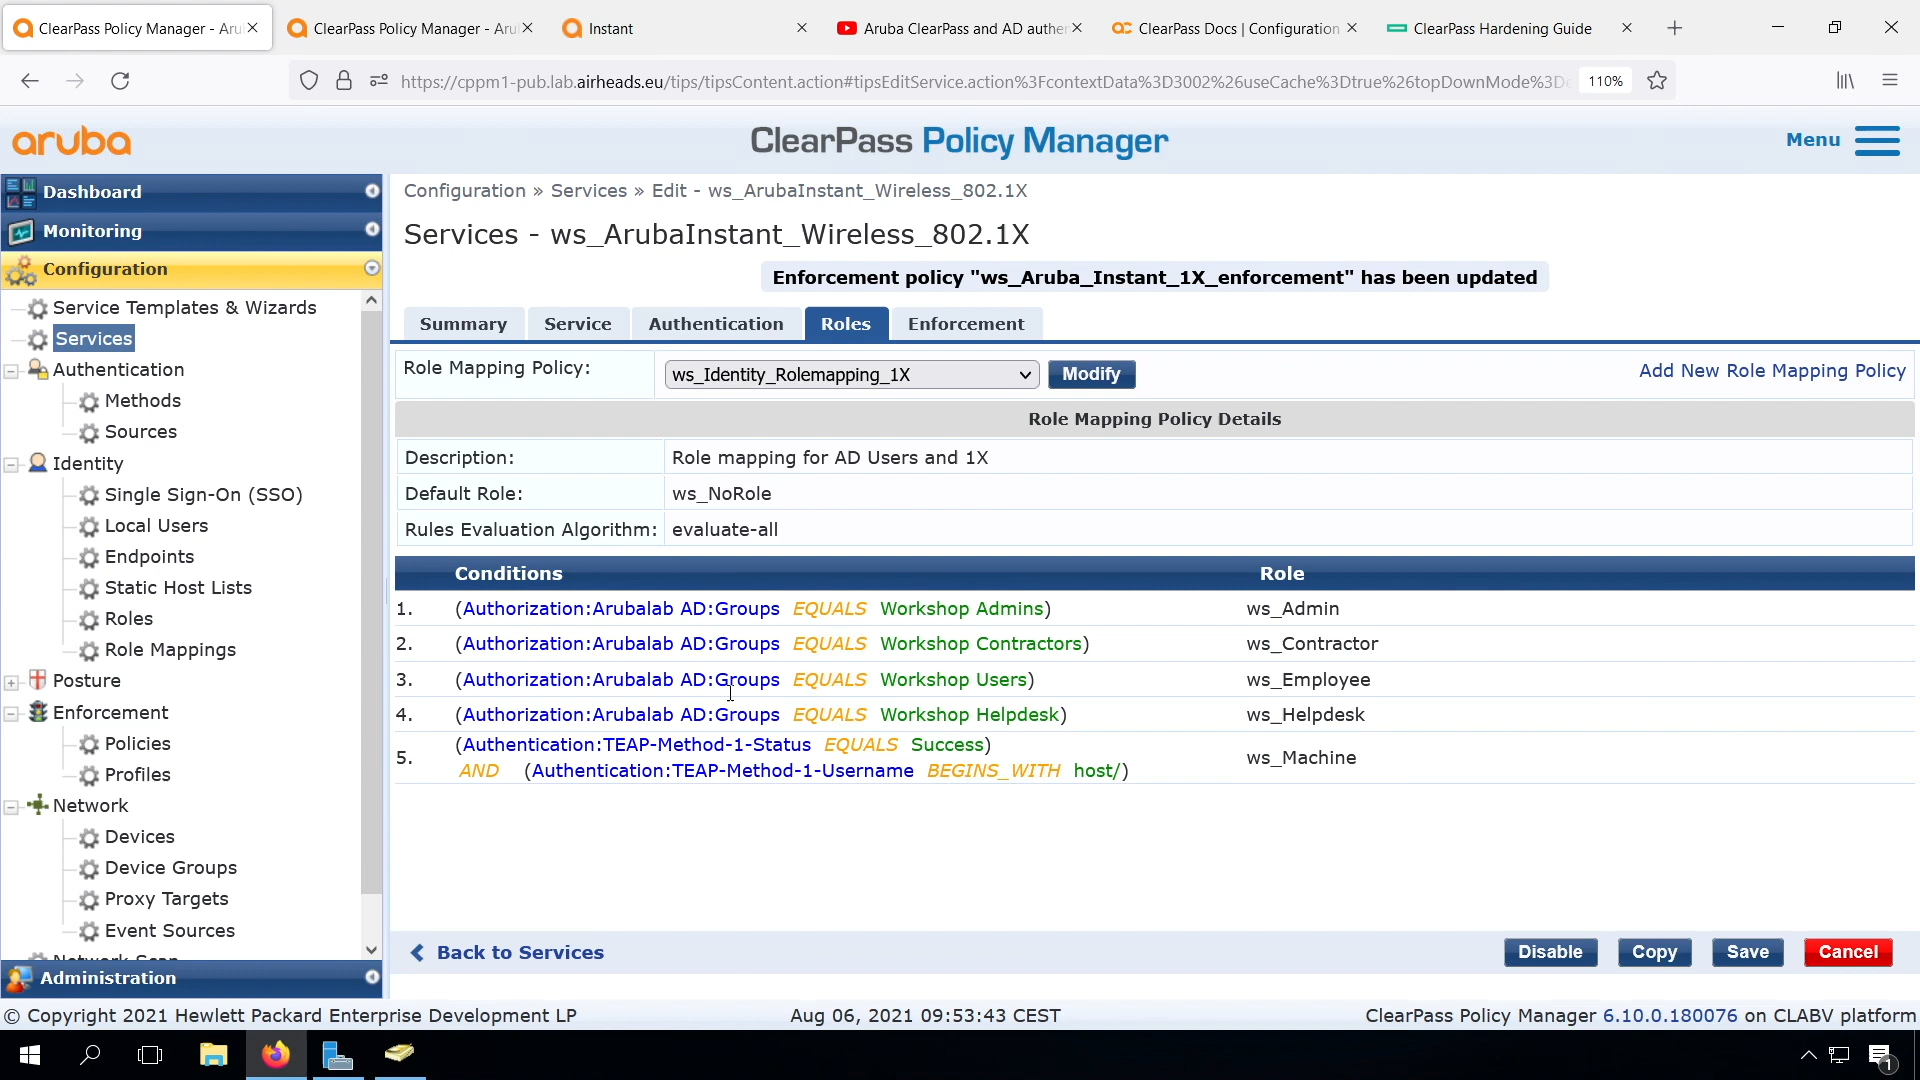 ClearPass Policy Manager - Aru
ClearPass Policy Manager - Aru
Instant
Aruba ClearPass and AD authen
ClearPass Docs | Configuration
ClearPass Hardening Guide
https://cppm1-pub.lab.airheads.eu/tips/tipsContent.action#tipsEditService.action%3FcontextData%3D3002%26useCache%3Dtrue%26topDownMode%3D
110%
aruba
ClearPass Policy Manager
Menu
Dashboard
Monitoring
Configuration
Service Templates & Wizards
Services
Authentication
Methods
Sources
Identity
Single Sign-On (SSO)
Local Users
Endpoints
Static Host Lists
Roles
Role Mappings
Posture
Enforcement
Policies
Profiles
Network
Devices
Device Groups
Proxy Targets
Event Sources
Network Scan
Administration
Configuration » Services » Edit - ws_ArubaInstant_Wireless_802.1X
Services - ws_ArubaInstant_Wireless_802.1X
Enforcement policy "ws_Aruba_Instant_1X_enforcement" has been updated
Summary Service Authentication Roles Enforcement
Role Mapping Policy: ws_Identity_Rolemapping_1X Modify Add New Role Mapping Policy
Role Mapping Policy Details
Description: Role mapping for AD Users and 1X
Default Role: ws_NoRole
Rules Evaluation Algorithm: evaluate-all
Conditions Role
1. (Authorization:Arubalab AD:Groups EQUALS Workshop Admins) ws_Admin
2. (Authorization:Arubalab AD:Groups EQUALS Workshop Contractors) ws_Contractor
3. (Authorization:Arubalab AD:Groups EQUALS Workshop Users) ws_Employee
4. (Authorization:Arubalab AD:Groups EQUALS Workshop Helpdesk) ws_Helpdesk
5. (Authentication:TEAP-Method-1-Status EQUALS Success)
AND (Authentication:TEAP-Method-1-Username BEGINS_WITH host/) ws_Machine
Back to Services Disable Copy Save Cancel
© Copyright 2021 Hewlett Packard Enterprise Development LP Aug 06, 2021 09:53:43 CEST ClearPass Policy Manager 6.10.0.180076 on CLABV platform
1